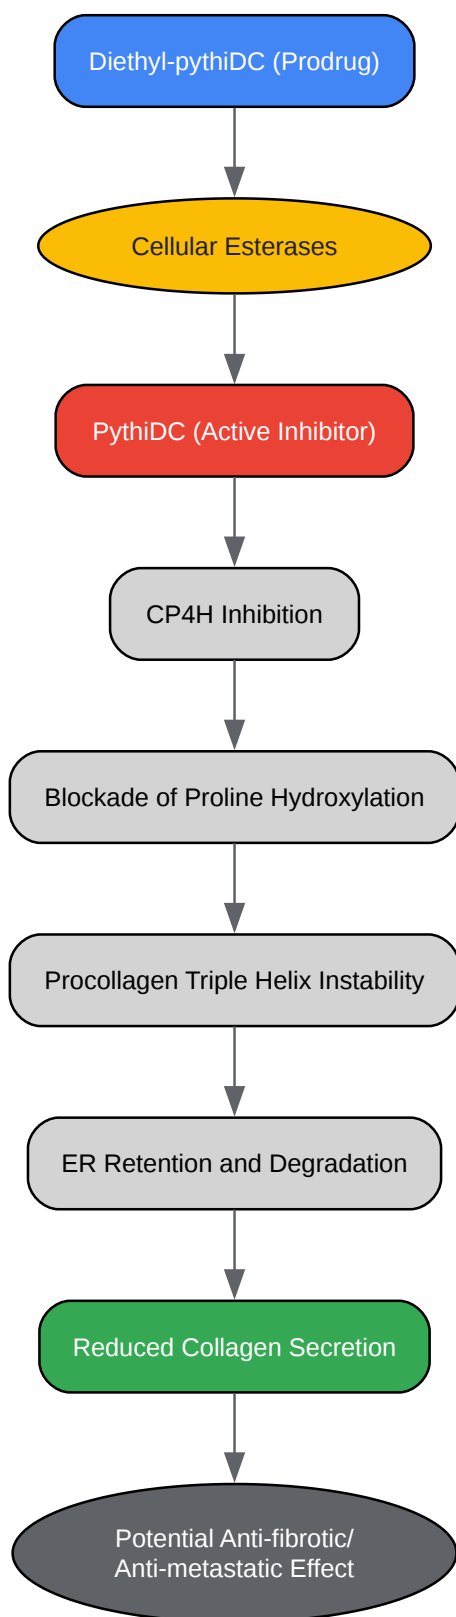 Diethyl-pythiDC (Prodrug)
Cellular Esterases
PythiDC (Active Inhibitor)
CP4H Inhibition
Blockade of Proline Hydroxylation
Procollagen Triple Helix Instability
ER Retention and Degradation
Reduced Collagen Secretion
Potential Anti-fibrotic/
Anti-metastatic Effect